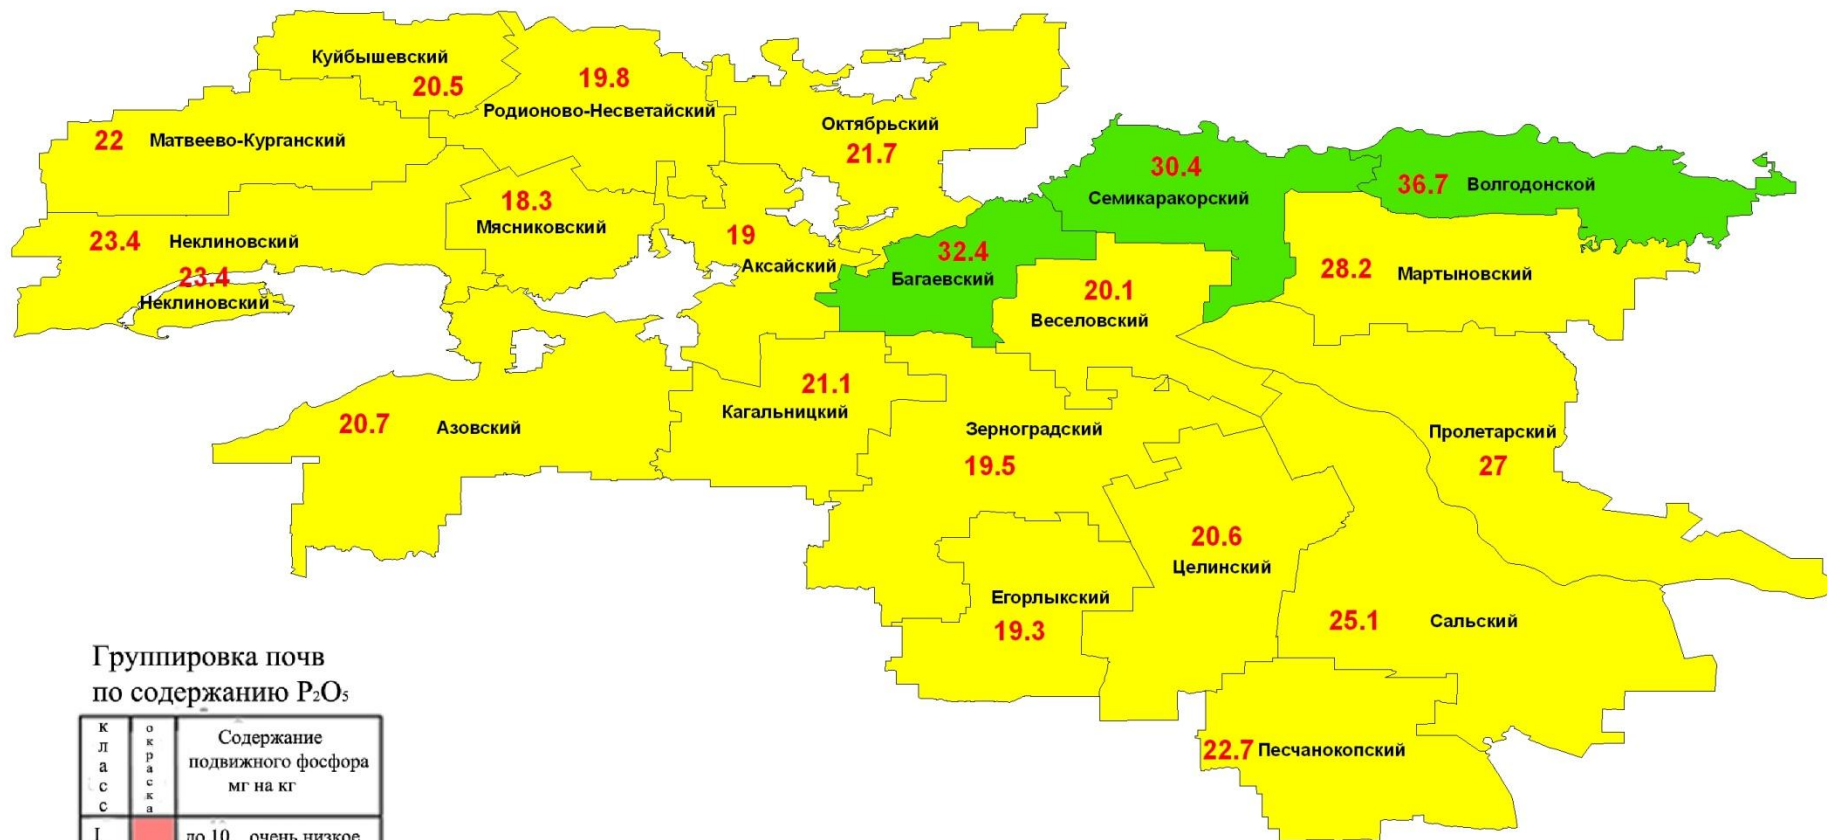 Куйбышевский
20.5
19.8
Родионово-Несветайский
22 Матвеево-Курганский
Октябрьский
21.7
30.4
Семикаракорский
36.7 Волгодонской
18.3
Мясниковский
23.4 Неклиновский
23.4
Неклиновский
19
Аксайский
32.4
Багаевский
20.1
Веселовский
28.2 Мартыновский
20.7 Азовский
21.1
Кагальницкий
Зерноградский
19.5
Пролетарский
27
20.6
Целинский
Егорлыкский
19.3
25.1 Сальский
22.7 Песчанокопский
Группировка почв
по содержанию P₂O₅
класс
окраска
Содержание
подвижного фосфора
мг на кг
I
до 10 очень низкое